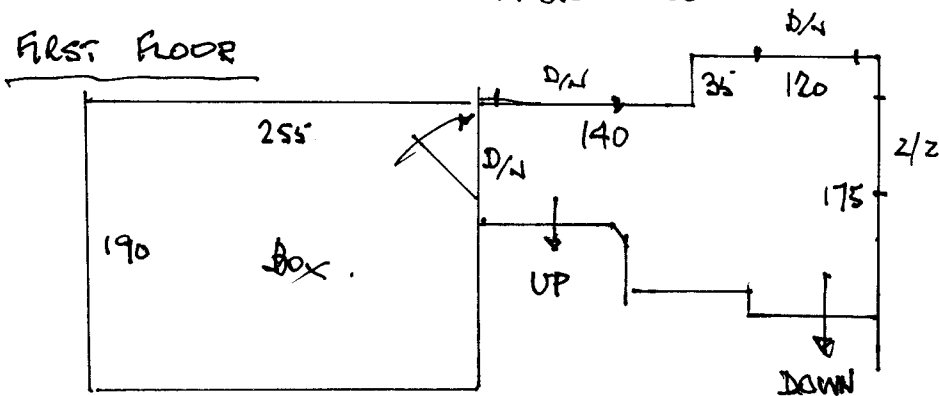 FIRST FLOOR
D/N
D/N
35
120
255
140
D/N
2/2
175
190
Box.
UP
DOWN